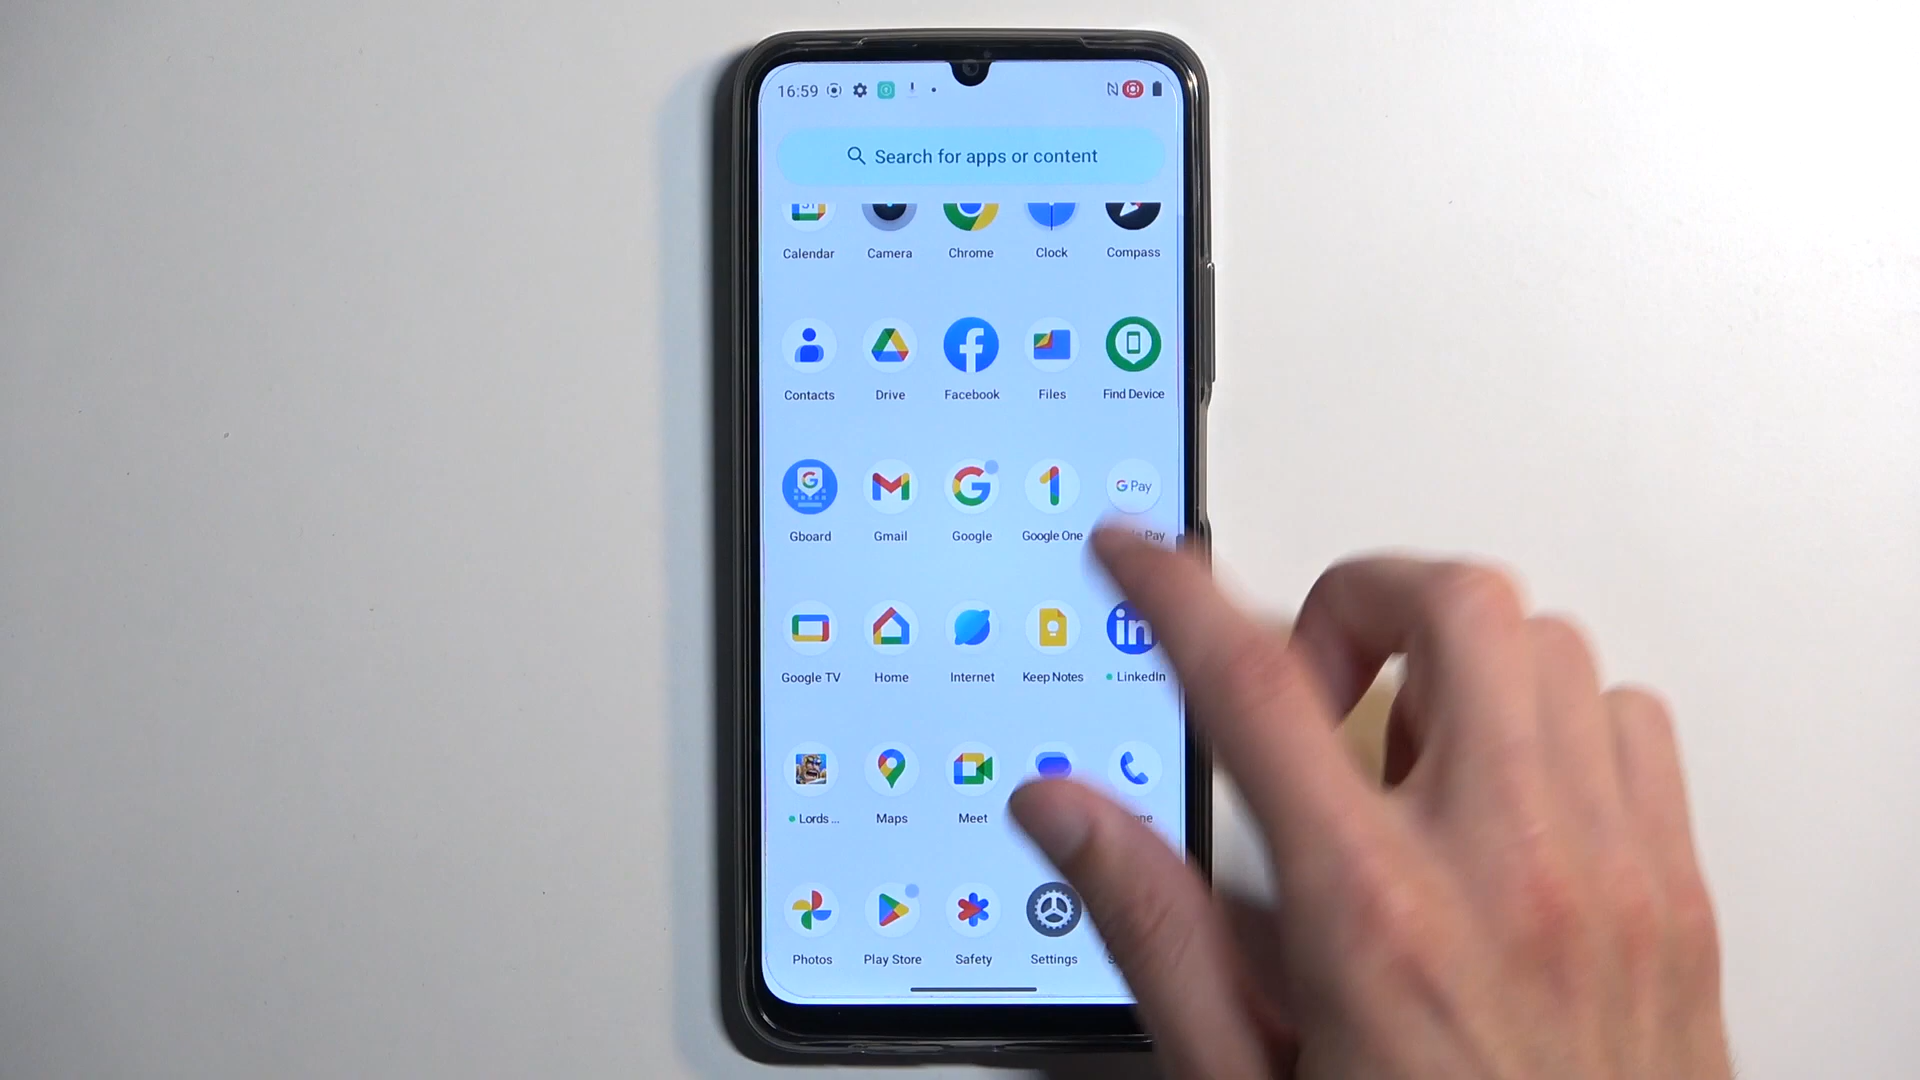 16:59
Search for apps or content
31
Calendar Camera Chrome Clock Compass
Contacts Drive Facebook Files Find Device
G Pay
Gboard Gmail Google Google One Pay
in
Google TV Home Internet Keep Notes LinkedIn
Lords ... Maps Meet
Photos Play Store Safety Settings